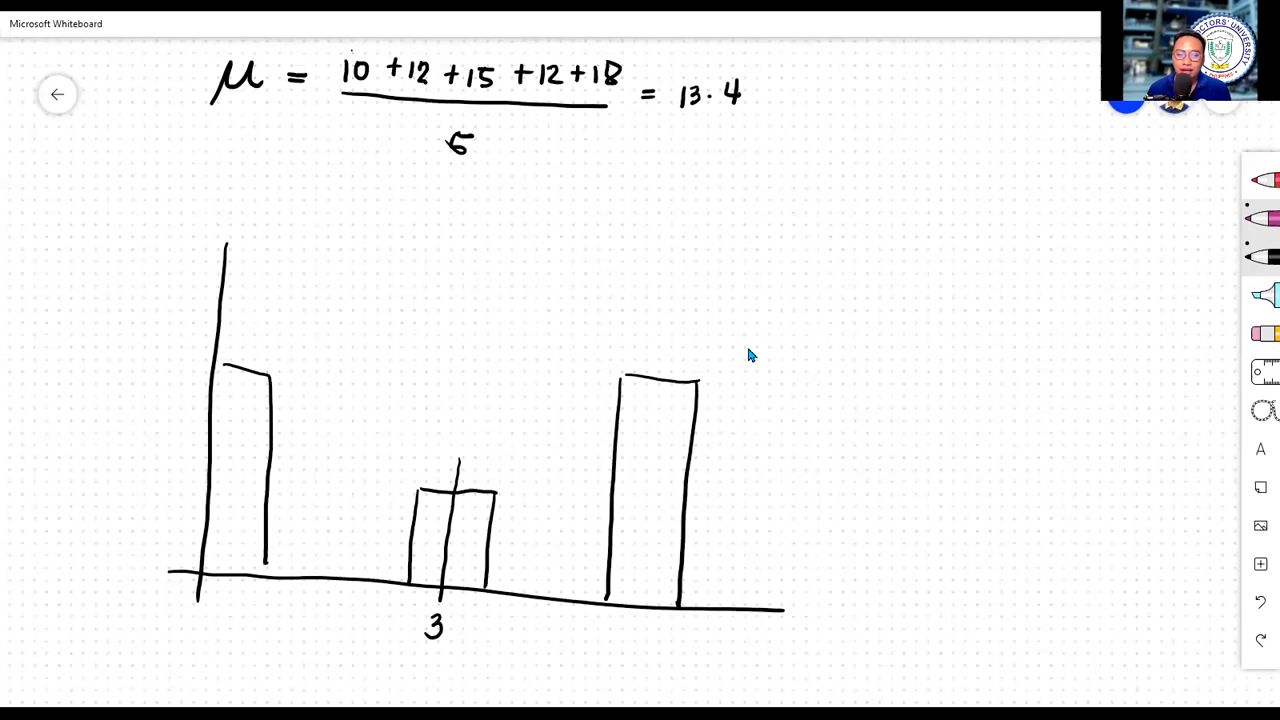 Microsoft Whiteboard
μ = 10 + 12 + 15 + 12 + 18 = 13.4
5
3
A